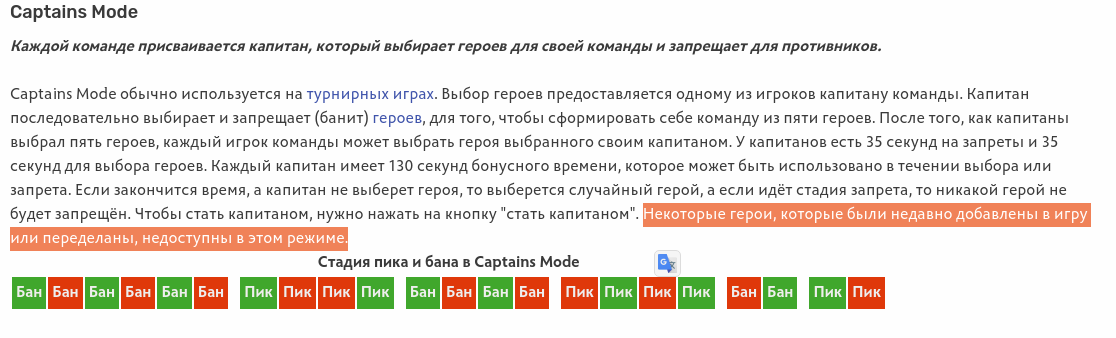 Captains Mode
Каждой команде присваивается капитан, который выбирает героев для своей команды и запрещает для противников.
Captains Mode обычно используется на турнирных играх. Выбор героев предоставляется одному из игроков капитану команды. Капитан
последовательно выбирает и запрещает (банит) героев, для того, чтобы сформировать себе команду из пяти героев. После того, как капитаны
выбрал пять героев, каждый игрок команды может выбрать героя выбранного своим капитаном. У капитанов есть 35 секунд на запреты и 35
секунд для выбора героев. Каждый капитан имеет 130 секунд бонусного времени, которое может быть использовано в течении выбора или
запрета. Если закончится время, а капитан не выберет героя, то выберется случайный герой, а если идёт стадия запрета, то никакой герой не
будет запрещён. Чтобы стать капитаном, нужно нажать на кнопку "стать капитаном". Некоторые герои, которые были недавно добавлены в игру
или переделаны, недоступны в этом режиме.
Стадия пика и бана в Captains Mode
Бан Бан Бан Бан Бан Бан Пик Пик Пик Пик Бан Бан Бан Бан Пик Пик Пик Пик Бан Бан Пик Пик